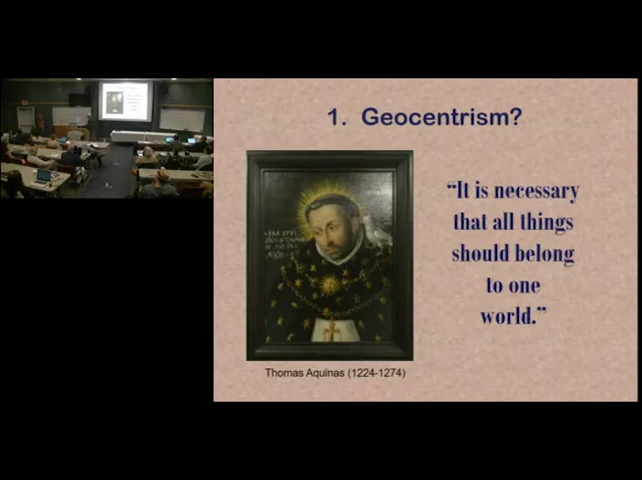 1. Geocentrism?
“It is necessary
that all things
should belong
to one
world.”
Thomas Aquinas (1224-1274)